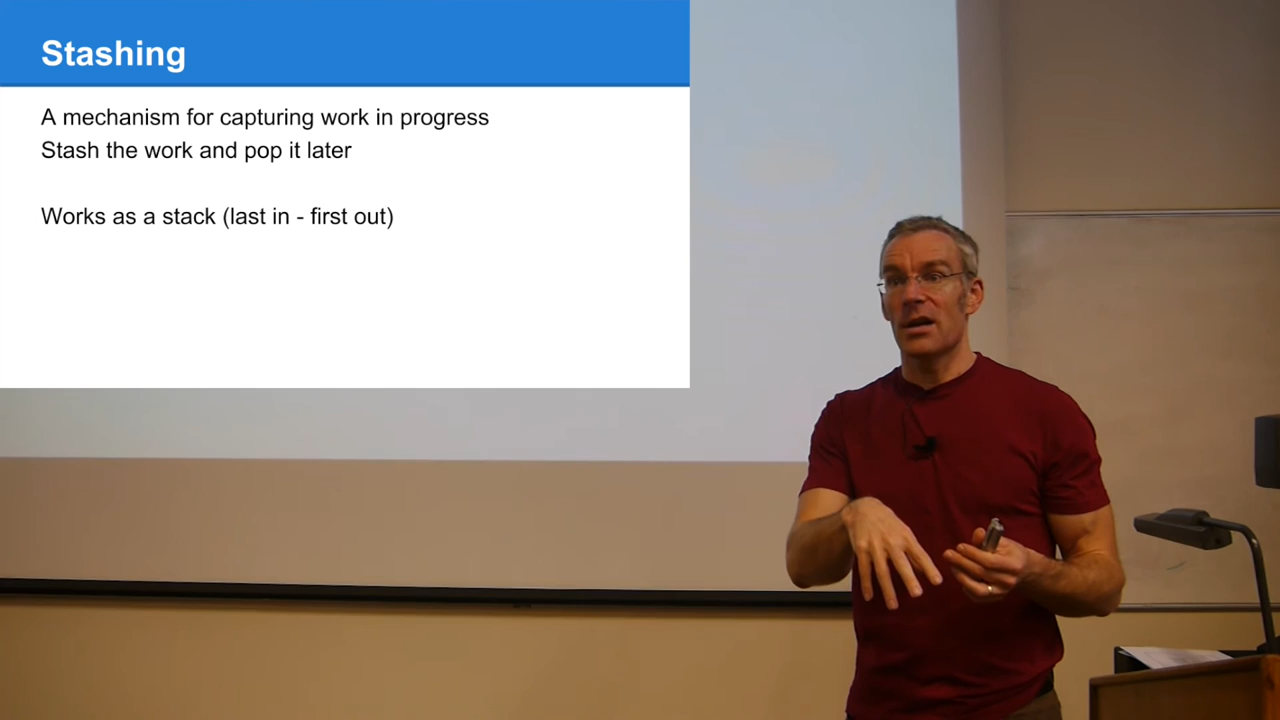 Stashing
A mechanism for capturing work in progress
Stash the work and pop it later
Works as a stack (last in - first out)